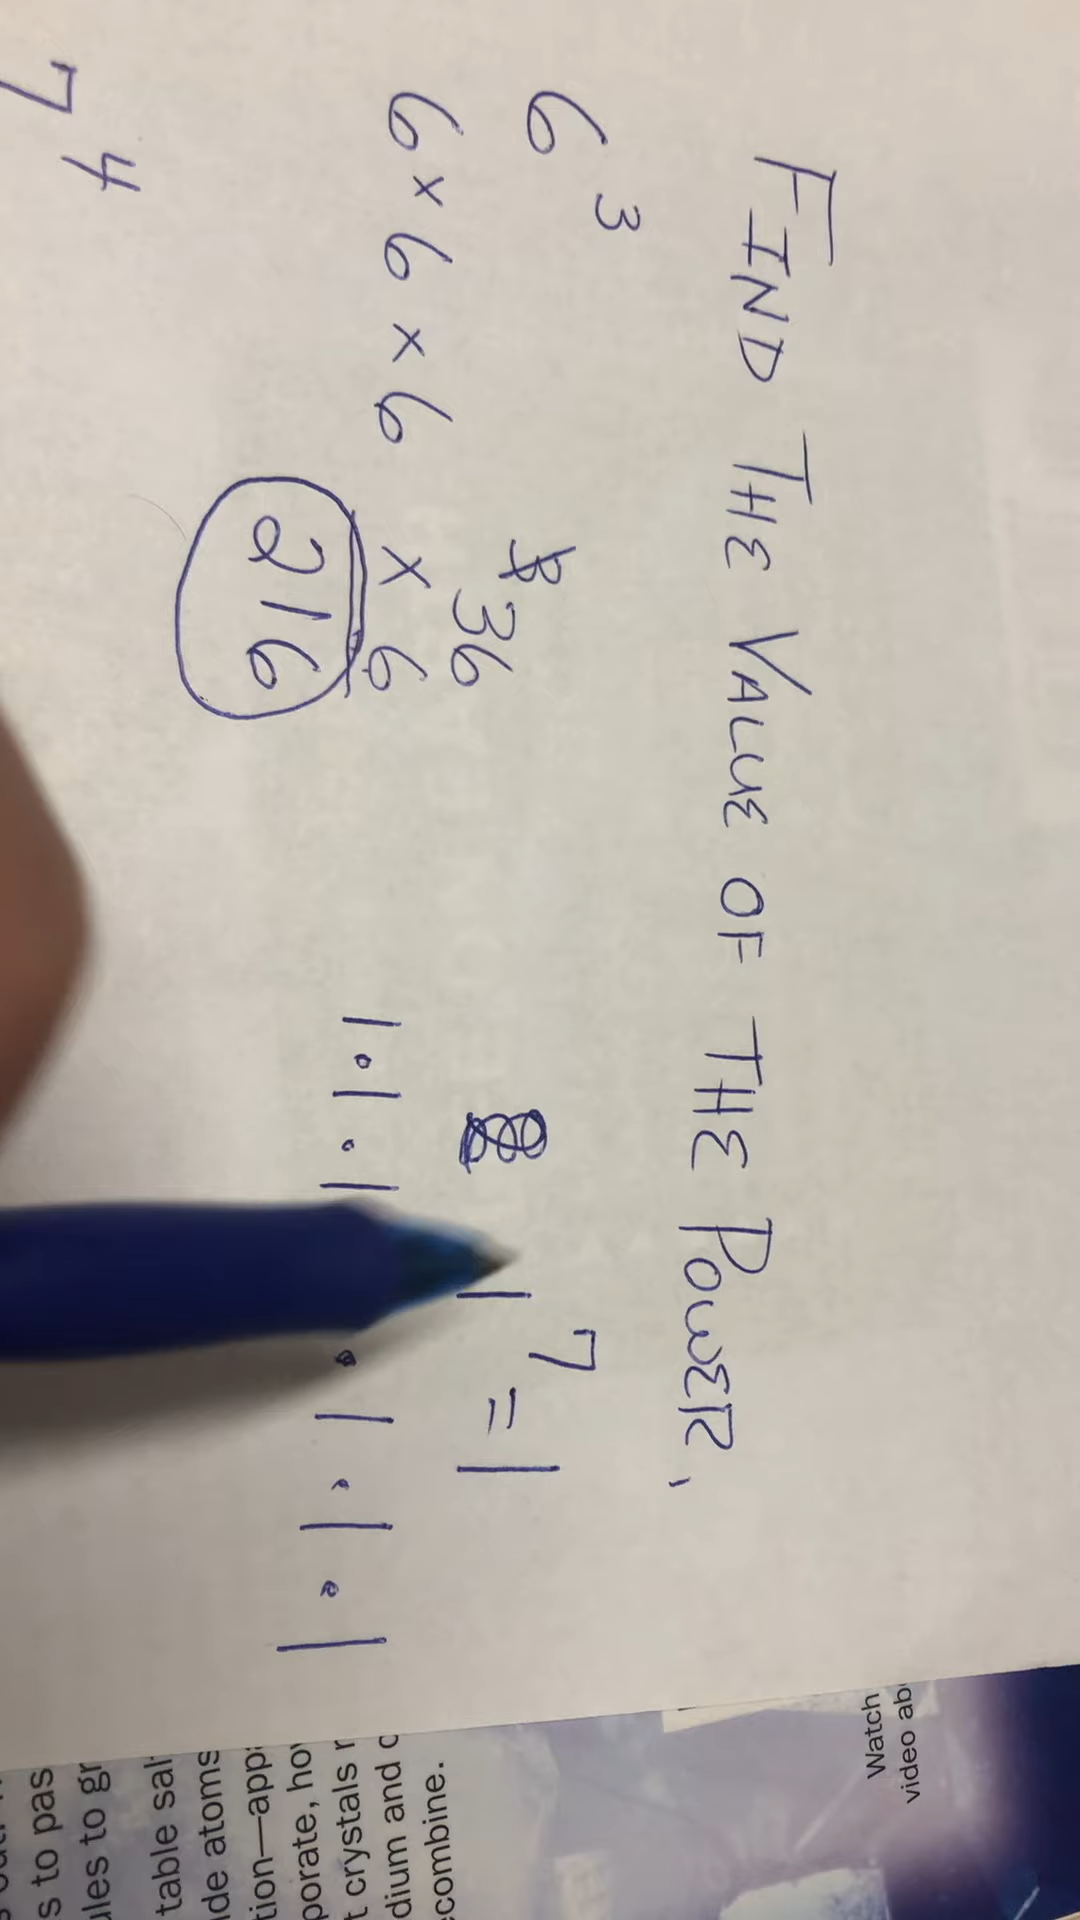 FIND THE VALUE OF THE POWER,
6³
6 × 6 × 6
3
36
× 6
216
1⁷ = 1
1 · 1 · 1 · 1 · 1 · 1
7⁴
Watch
video ab
combine.
dium and c
t crystals r
porate, ho
tion—app
de atoms
table sal
ules to gr
s to pas